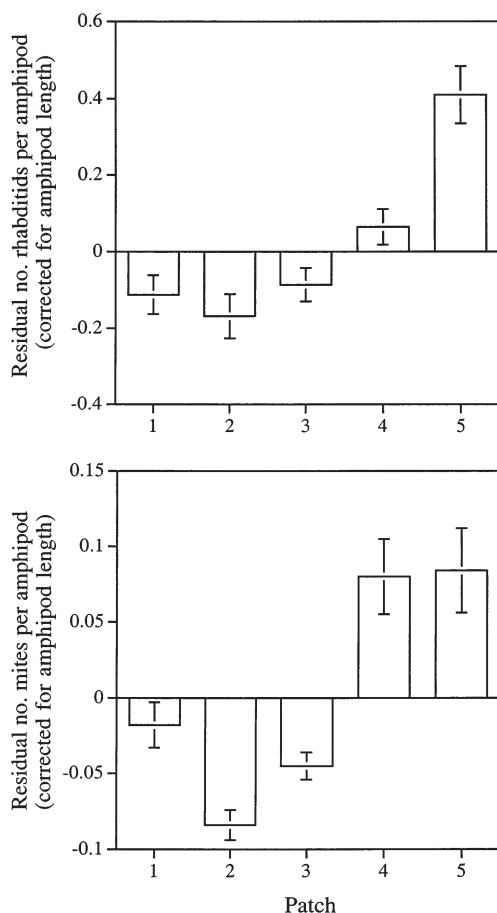 Residual no. rhabditids per amphipod
(corrected for amphipod length)
0.6
0.4
0.2
0
-0.2
-0.4
1 2 3 4 5
Residual no. mites per amphipod
(corrected for amphipod length)
0.15
0.1
0.05
0
-0.05
-0.1
1 2 3 4 5
Patch